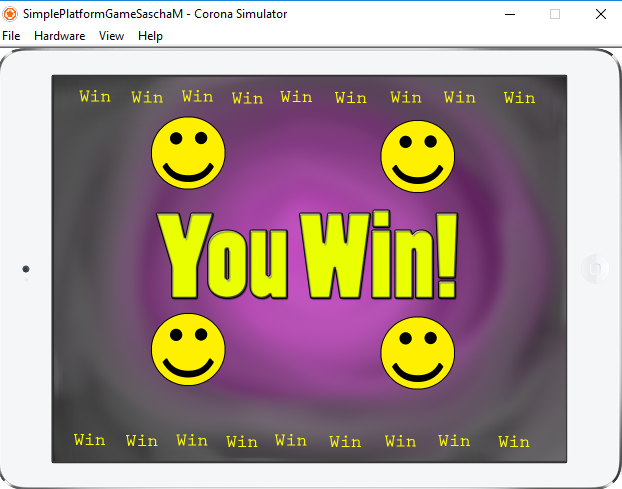 SimplePlatformGameSaschaM - Corona Simulator
File Hardware View Help
Win Win Win Win Win Win Win Win Win
You Win!
Win Win Win Win Win Win Win Win Win